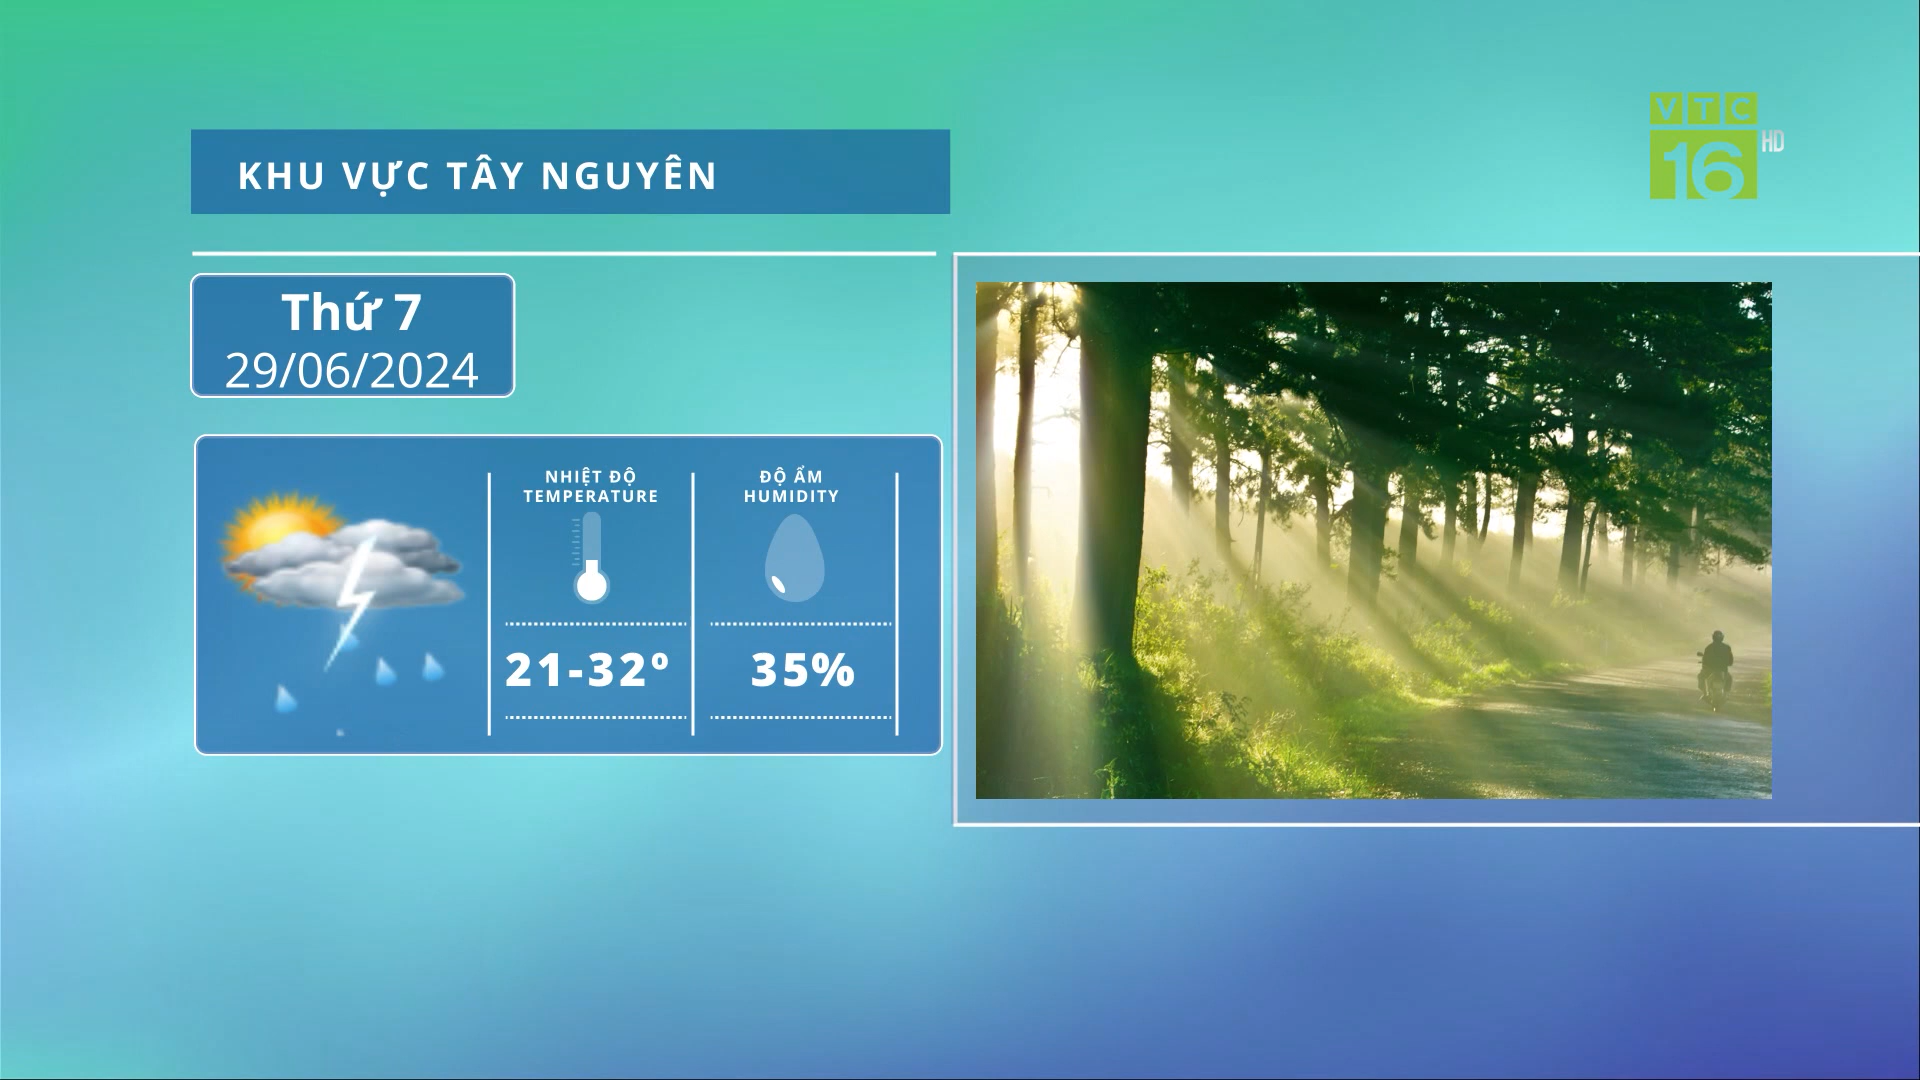 KHU VỰC TÂY NGUYÊN
VTC
16 HD
Thứ 7
29/06/2024
NHIỆT ĐỘ
TEMPERATURE
ĐỘ ẨM
HUMIDITY
21-32º
35%